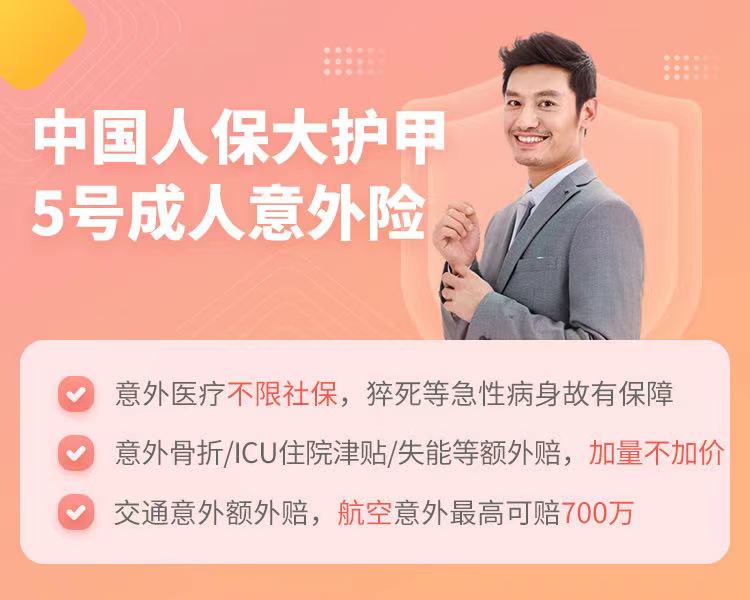 中国人保大护甲
5号成人意外险
意外医疗不限社保，猝死等急性病身故有保障
意外骨折/ICU住院津贴/失能等额外赔，加量不加价
交通意外额外赔，航空意外最高可赔700万